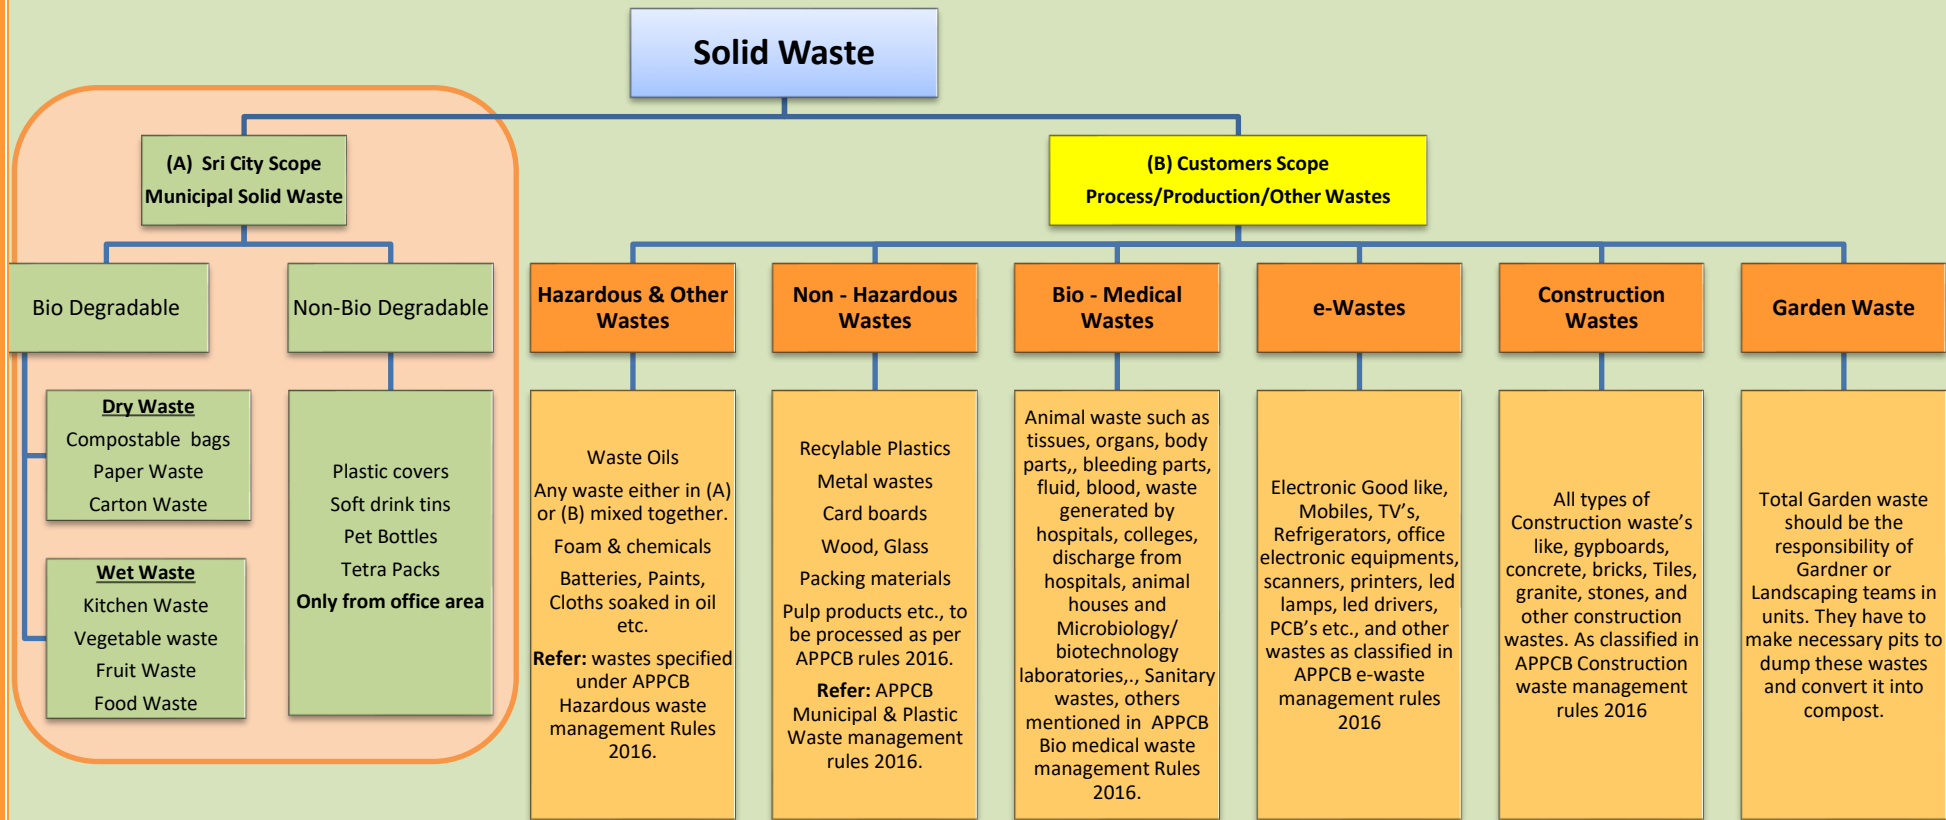 Solid Waste
(A) Sri City Scope
Municipal Solid Waste
(B) Customers Scope
Process/Production/Other Wastes
Bio Degradable
Non-Bio Degradable
Hazardous & Other
Wastes
Non - Hazardous
Wastes
Bio - Medical
Wastes
e-Wastes
Construction
Wastes
Garden Waste
Dry Waste
Compostable bags
Paper Waste
Carton Waste
Wet Waste
Kitchen Waste
Vegetable waste
Fruit Waste
Food Waste
Plastic covers
Soft drink tins
Pet Bottles
Tetra Packs
Only from office area
Waste Oils
Any waste either in (A)
or (B) mixed together.
Foam & chemicals
Batteries, Paints,
Cloths soaked in oil
etc.
Refer: wastes specified
under APPCB
Hazardous waste
management Rules
2016.
Recylable Plastics
Metal wastes
Card boards
Wood, Glass
Packing materials
Pulp products etc., to
be processed as per
APPCB rules 2016.
Refer: APPCB
Municipal & Plastic
Waste management
rules 2016.
Animal waste such as
tissues, organs, body
parts,, bleeding parts,
fluid, blood, waste
generated by
hospitals, colleges,
discharge from
hospitals, animal
houses and
Microbiology/
biotechnology
laboratories,., Sanitary
wastes, others
mentioned in APPCB
Bio medical waste
management Rules
2016.
Electronic Good like,
Mobiles, TV's,
Refrigerators, office
electronic equipments,
scanners, printers, led
lamps, led drivers,
PCB's etc., and other
wastes as classified in
APPCB e-waste
management rules
2016
All types of
Construction waste's
like, gypboards,
concrete, bricks, Tiles,
granite, stones, and
other construction
wastes. As classified in
APPCB Construction
waste management
rules 2016
Total Garden waste
should be the
responsibility of
Gardner or
Landscaping teams in
units. They have to
make necessary pits to
dump these wastes
and convert it into
compost.